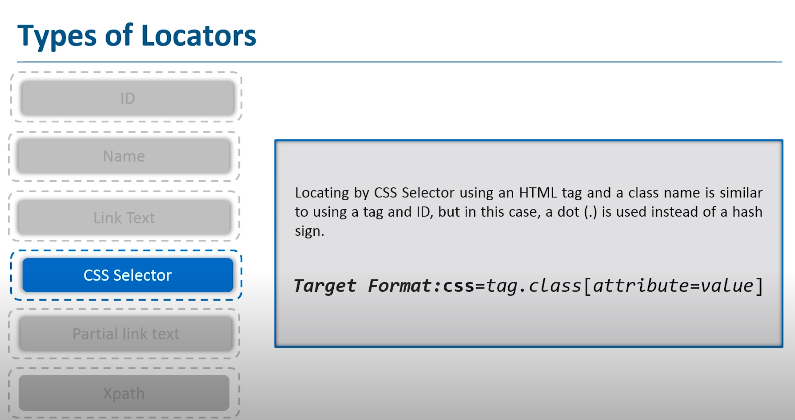 Types of Locators
ID
Name
Link Text
CSS Selector
Partial link text
Xpath
Locating by CSS Selector using an HTML tag and a class name is similar
to using a tag and ID, but in this case, a dot (.) is used instead of a hash
sign.
Target Format:css=tag.class[attribute=value]